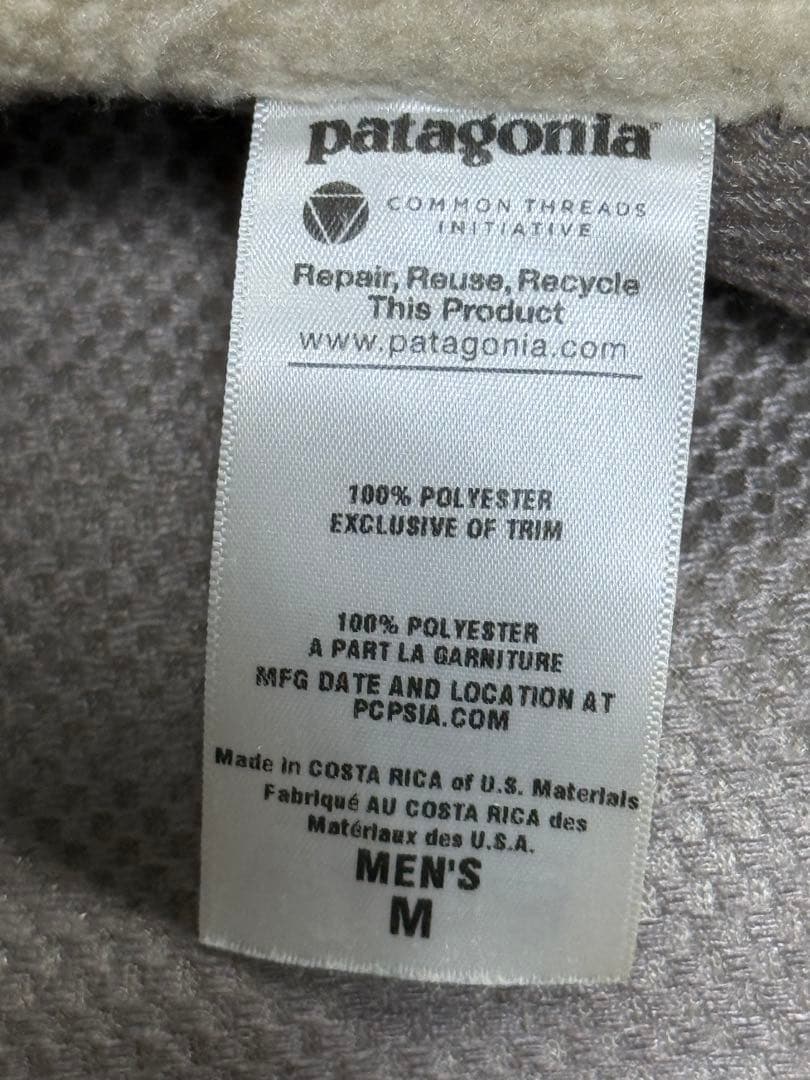 patagonia™
COMMON THREADS
INITIATIVE
Repair, Reuse, Recycle
This Product
www.patagonia.com
100% POLYESTER
EXCLUSIVE OF TRIM
100% POLYESTER
A PART LA GARNITURE
MFG DATE AND LOCATION AT
PCPSIA.COM
Made in COSTA RICA of U.S. Materials
Fabriqué AU COSTA RICA des
Matériaux des U.S.A.
MEN'S
M